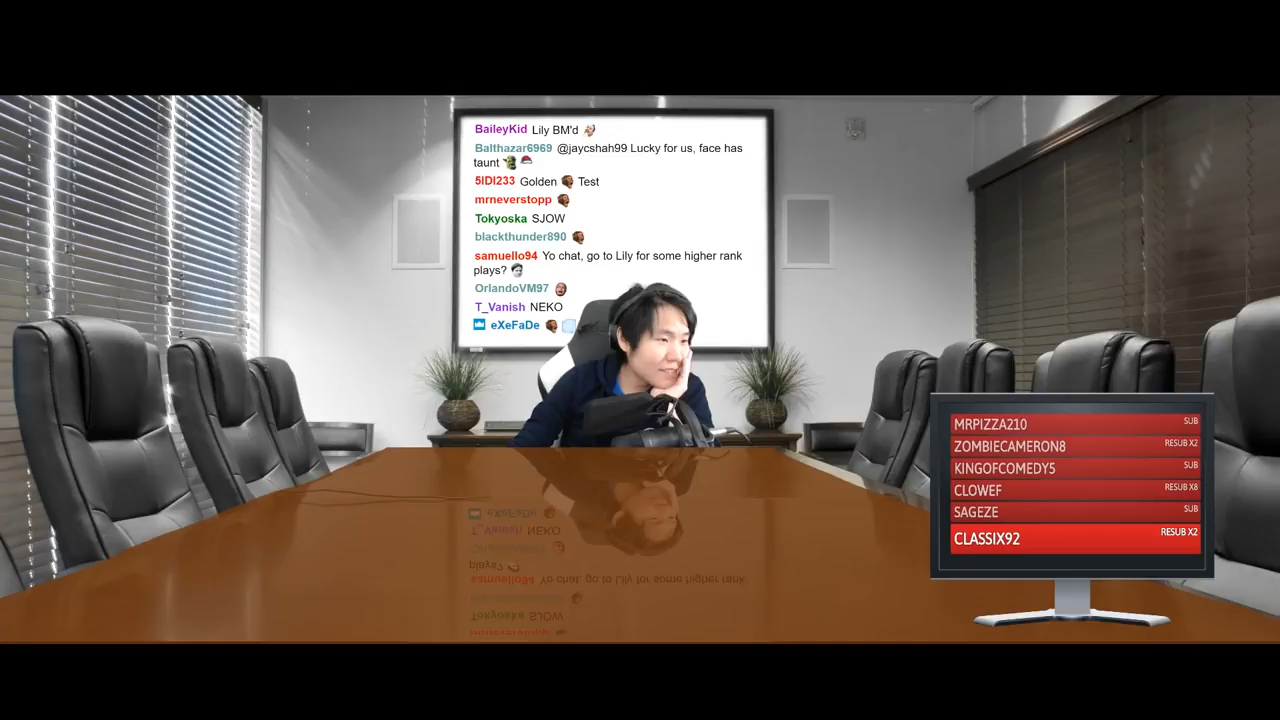 BaileyKid Lily BM'd
Balthazar6969 @jaycshah99 Lucky for us, face has
taunt
5IDI233 Golden Test
mrneverstopp
Tokyoska SJOW
blackthunder890
samuello94 Yo chat, go to Lily for some higher rank
plays?
OrlandoVM97
T_Vanish NEKO
eXeFaDe
MRPIZZA210 SUB
ZOMBIECAMERON8 RESUB X2
KINGOFCOMEDY5 SUB
CLOWEF RESUB X8
SAGEZE SUB
CLASSIX92 RESUB X2